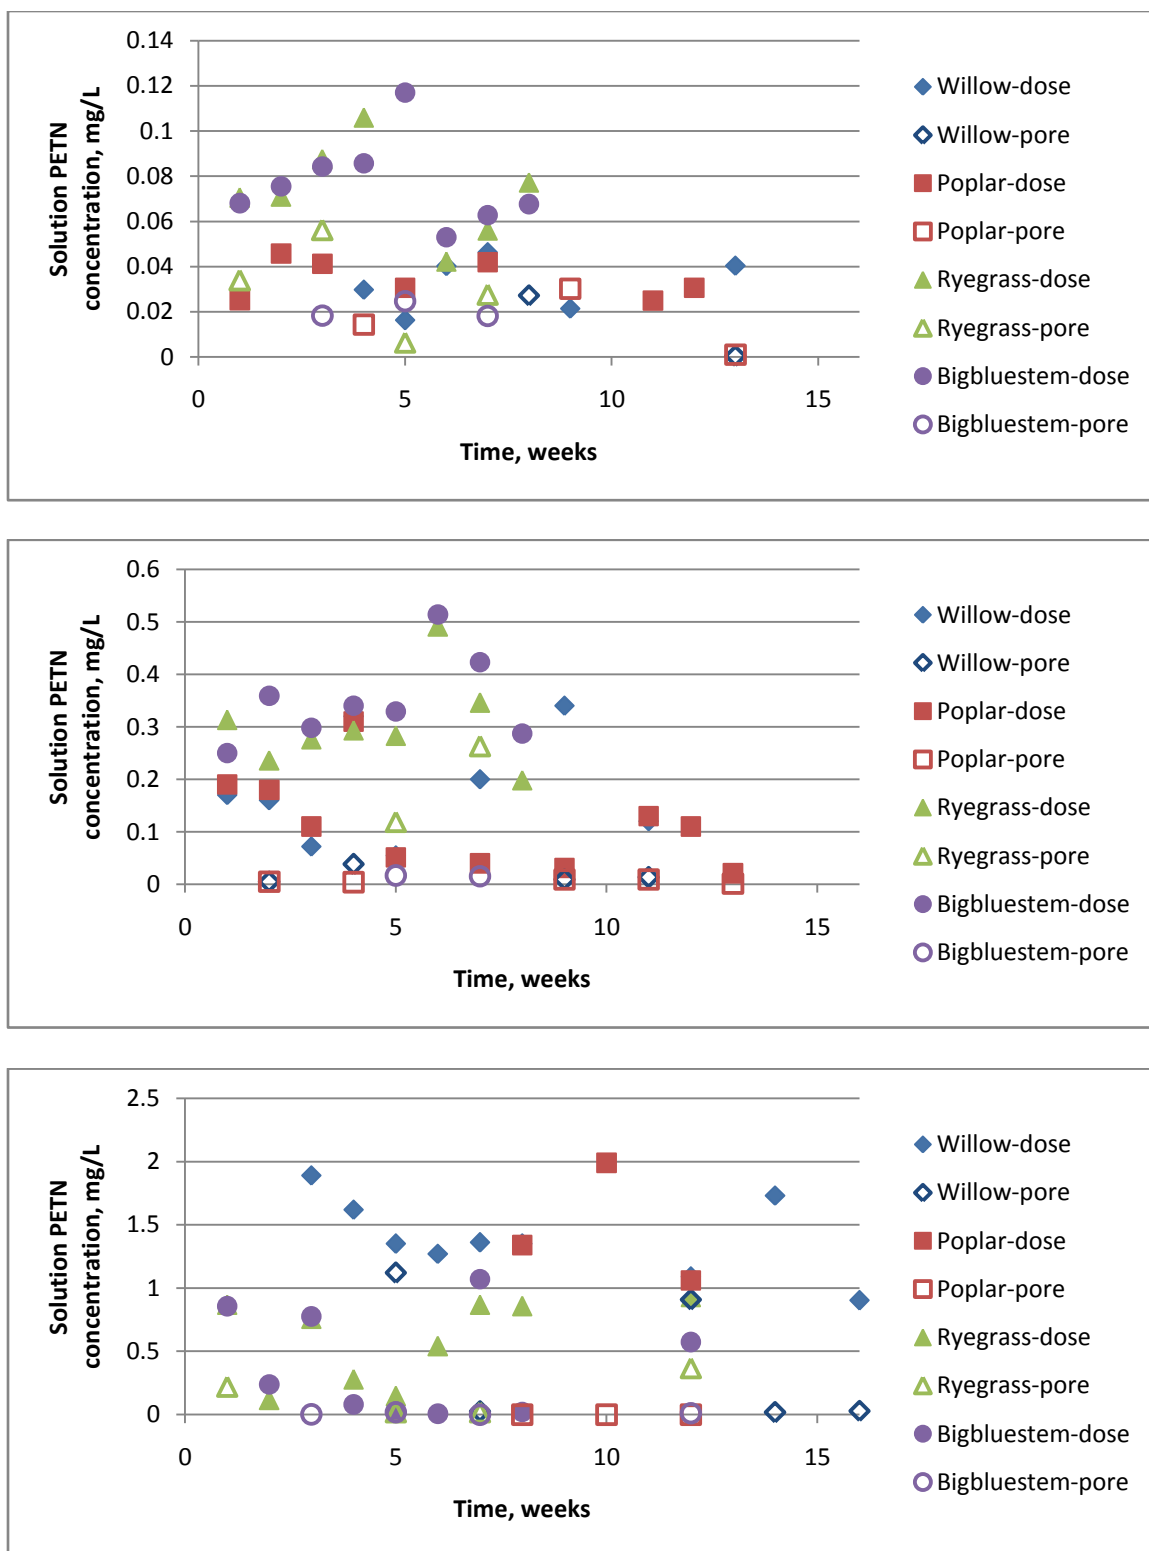 0.14
0.12
0.1
0.08
0.06
0.04
0.02
0
0
5
10
15
Solution PETN
concentration, mg/L
Time, weeks
Willow-dose
Willow-pore
Poplar-dose
Poplar-pore
Ryegrass-dose
Ryegrass-pore
Bigbluestem-dose
Bigbluestem-pore
0.6
0.5
0.4
0.3
0.2
0.1
0
0
5
10
15
Solution PETN
concentration, mg/L
Time, weeks
Willow-dose
Willow-pore
Poplar-dose
Poplar-pore
Ryegrass-dose
Ryegrass-pore
Bigbluestem-dose
Bigbluestem-pore
2.5
2
1.5
1
0.5
0
0
5
10
15
Solution PETN
concentration, mg/L
Time, weeks
Willow-dose
Willow-pore
Poplar-dose
Poplar-pore
Ryegrass-dose
Ryegrass-pore
Bigbluestem-dose
Bigbluestem-pore